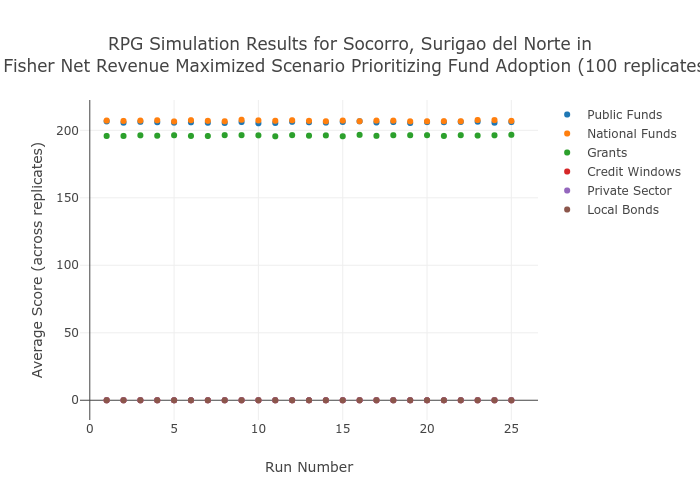 RPG Simulation Results for Socorro, Surigao del Norte in
Fisher Net Revenue Maximized Scenario Prioritizing Fund Adoption (100 replicates
Average Score (across replicates)
200
150
100
50
0
0
5
10
15
20
25
Run Number
Public Funds
National Funds
Grants
Credit Windows
Private Sector
Local Bonds